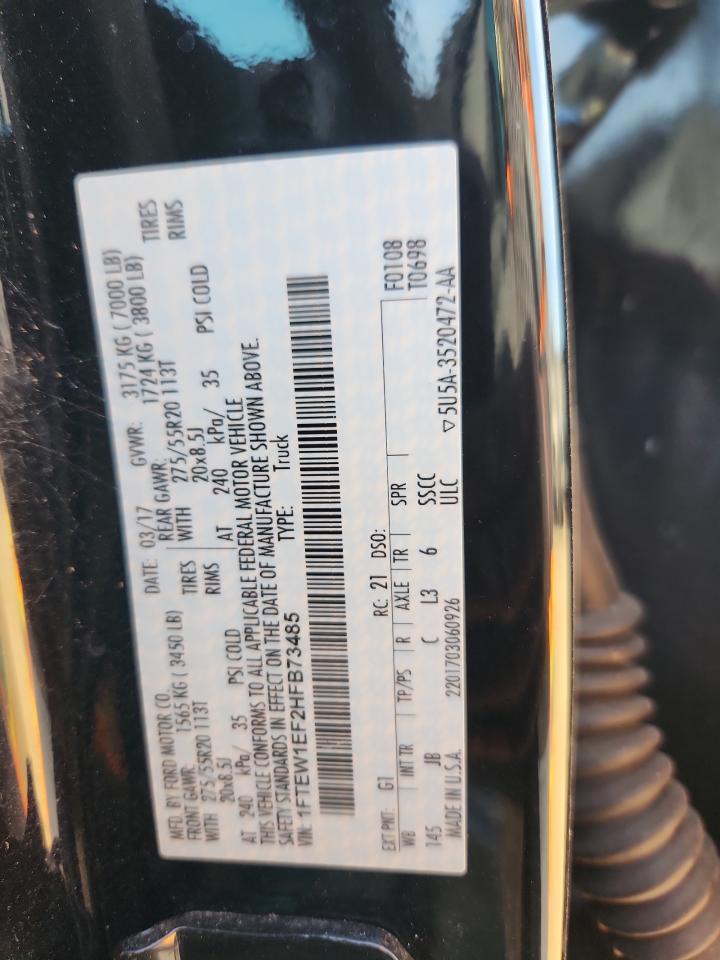 MFD. BY FORD MOTOR CO.
DATE: 03/17 GVWR: 3175 KG ( 7000 LB)
FRONT GAWR: 1565 KG ( 3450 LB) REAR GAWR: 1724 KG ( 3800 LB)
WITH 275/55R20 113T TIRES WITH 275/55R20 113T TIRES
20x8.5J RIMS 20x8.5J RIMS
AT 240 kPa/ 35 PSI COLD AT 240 kPa/ 35 PSI COLD
THIS VEHICLE CONFORMS TO ALL APPLICABLE FEDERAL MOTOR VEHICLE
SAFETY STANDARDS IN EFFECT ON THE DATE OF MANUFACTURE SHOWN ABOVE.
VIN: 1FTEW1EF2HFB73485 TYPE: Truck
EXT PNT: G1 RC: 21 DSO: F0108
WB INT TR TP/PS R AXLE TR SPR T0698
145 JB C L3 6 SSCC
MADE IN U.S.A. 2201703060926 ULC ▽5U5A-3520472-AA